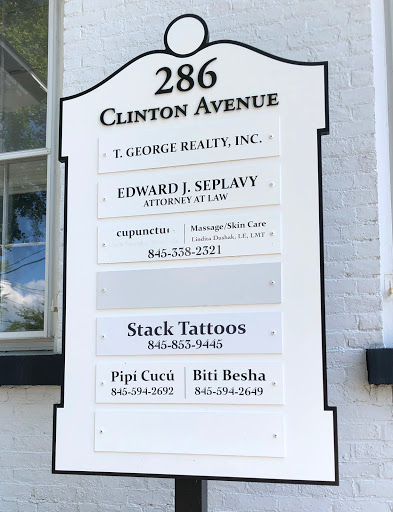 286
CLINTON AVENUE
T. GEORGE REALTY, INC.
EDWARD J. SEPLAVY
ATTORNEY AT LAW
cupunctu
Massage/Skin Care
Lindita Dushak, LE, LMT
845-338-2321
Stack Tattoos
845-853-9445
Pipí Cucú
845-594-2692
Biti Besha
845-594-2649